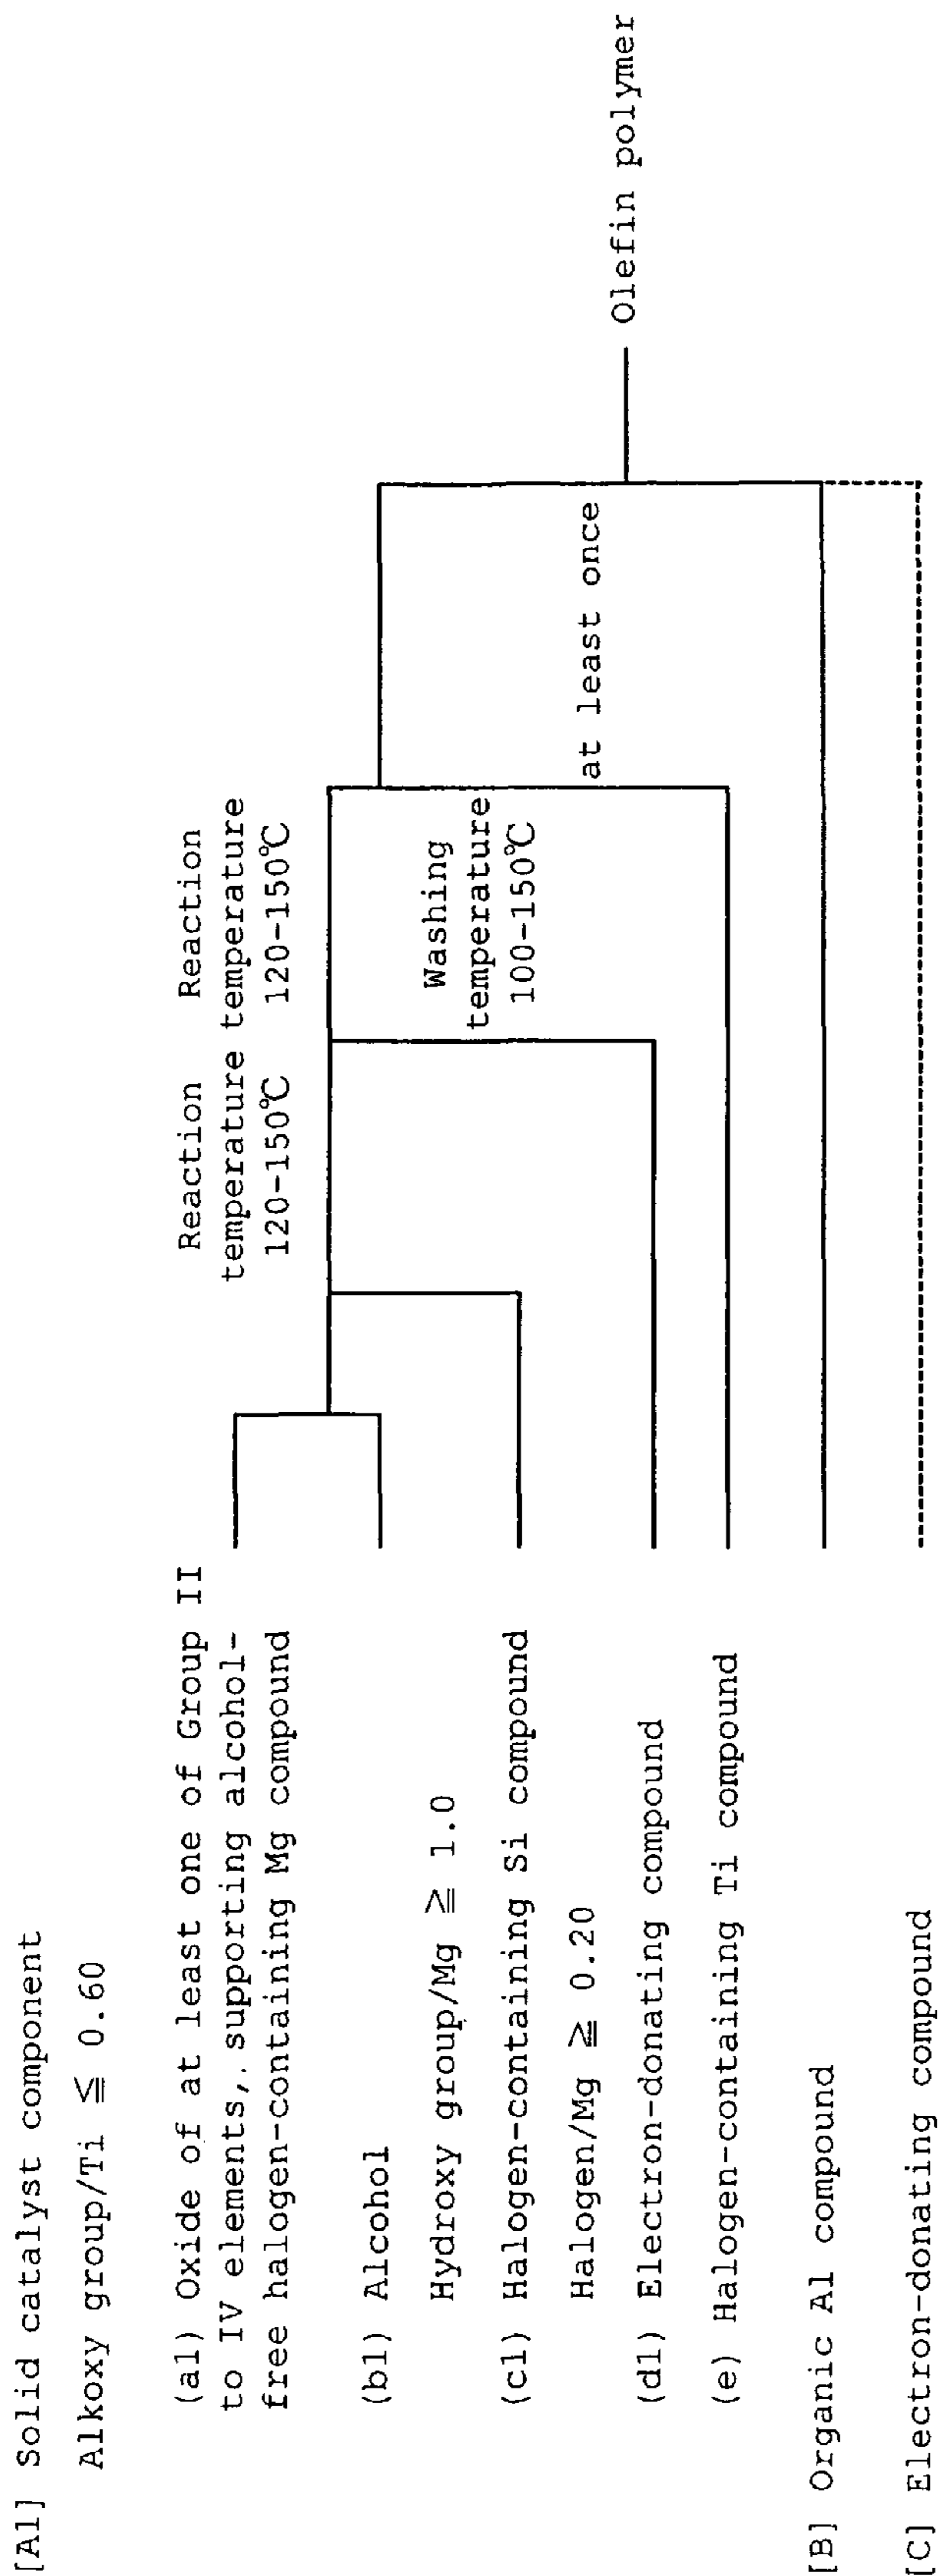 [A1] Solid catalyst component
Alkoxy group/Ti ≦ 0.60
(a1) Oxide of at least one of Group II
to IV elements, supporting alcohol-
free halogen-containing Mg compound
(b1) Alcohol
Hydroxy group/Mg ≧ 1.0
(c1) Halogen-containing Si compound
Halogen/Mg ≧ 0.20
(d1) Electron-donating compound
(e) Halogen-containing Ti compound
[B] Organic Al compound
[C] Electron-donating compound
Reaction
temperature
120-150℃
Reaction
temperature
120-150℃
Washing
temperature
100-150℃
at least once
Olefin polymer